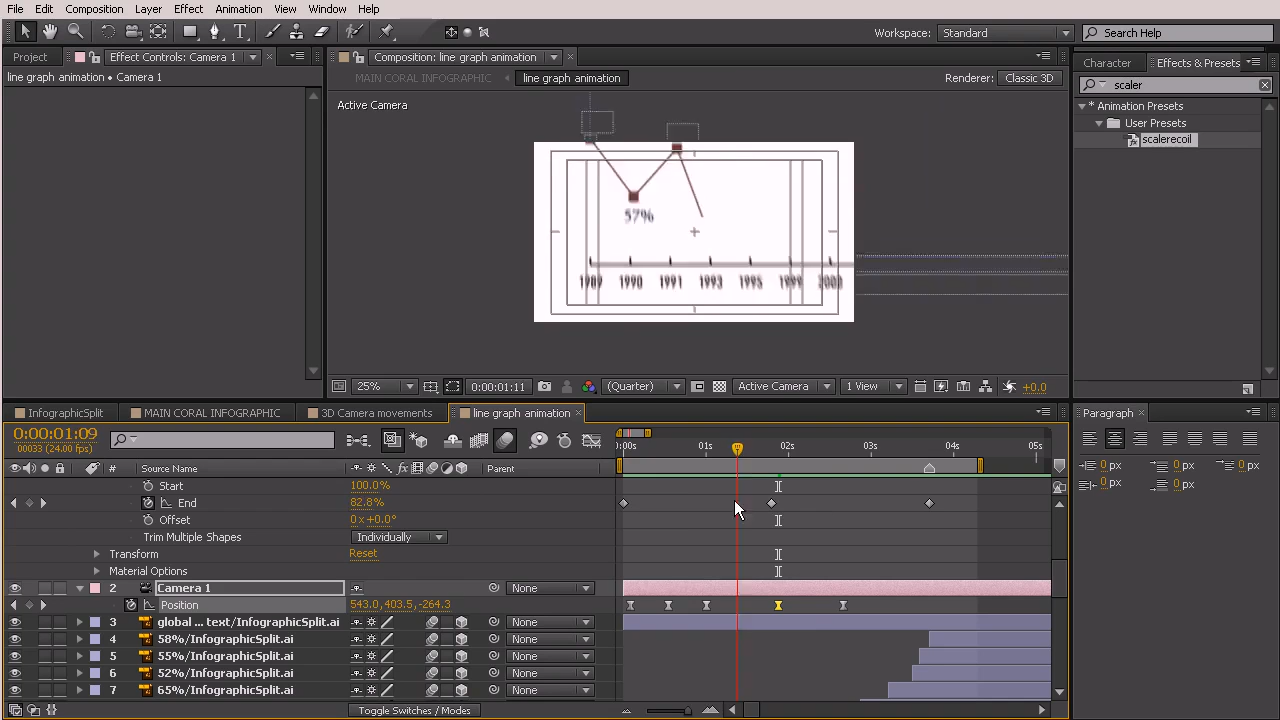 File Edit Composition Layer Effect Animation View Window Help
Workspace: Standard Search Help
Project Effect Controls: Camera 1 Composition: line graph animation Character Effects & Presets
line graph animation • Camera 1 MAIN CORAL INFOGRAPHIC line graph animation Renderer: Classic 3D scaler
Active Camera
* Animation Presets
User Presets
scalerecoil
57%
1989 1990 1991 1993 1995 1999 2000
25% 0:00:01:11 (Quarter) Active Camera 1 View +0.0
InfographicSplit MAIN CORAL INFOGRAPHIC 3D Camera movements line graph animation Paragraph
0:00:01:09
00033 (24.00 fps)
0:00s 01s 02s 03s 04s 05s
# Source Name Parent
Start 100.0%
End 82.8%
Offset 0x+0.0°
Trim Multiple Shapes Individually
Transform Reset
Material Options
2 Camera 1 None
Position 543.0,403.5,-264.3
3 global ... text/InfographicSplit.ai None
4 58%/InfographicSplit.ai None
5 55%/InfographicSplit.ai None
6 52%/InfographicSplit.ai None
7 65%/InfographicSplit.ai None
Toggle Switches / Modes
0 px 0 px 0 px
0 px 0 px